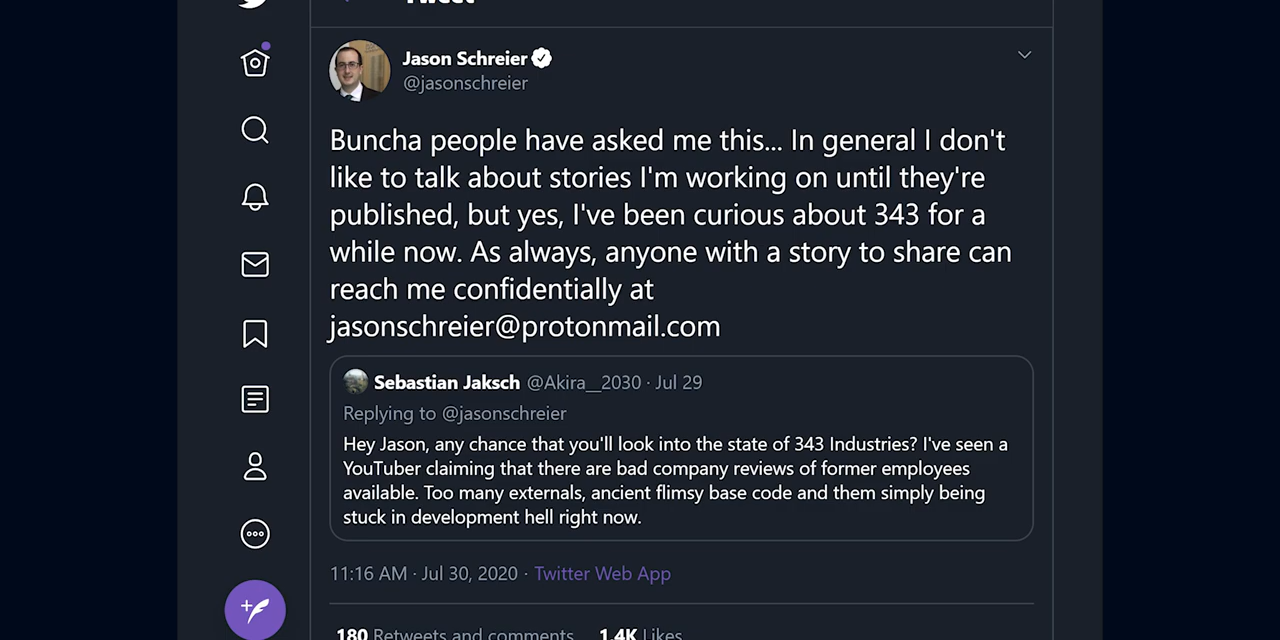 Tweet
Jason Schreier
@jasonschreier
Buncha people have asked me this... In general I don't
like to talk about stories I'm working on until they're
published, but yes, I've been curious about 343 for a
while now. As always, anyone with a story to share can
reach me confidentially at
jasonschreier@protonmail.com
Sebastian Jaksch @Akira__2030 · Jul 29
Replying to @jasonschreier
Hey Jason, any chance that you'll look into the state of 343 Industries? I've seen a
YouTuber claiming that there are bad company reviews of former employees
available. Too many externals, ancient flimsy base code and them simply being
stuck in development hell right now.
11:16 AM · Jul 30, 2020 · Twitter Web App
180 Retweets and comments 1.4K Likes